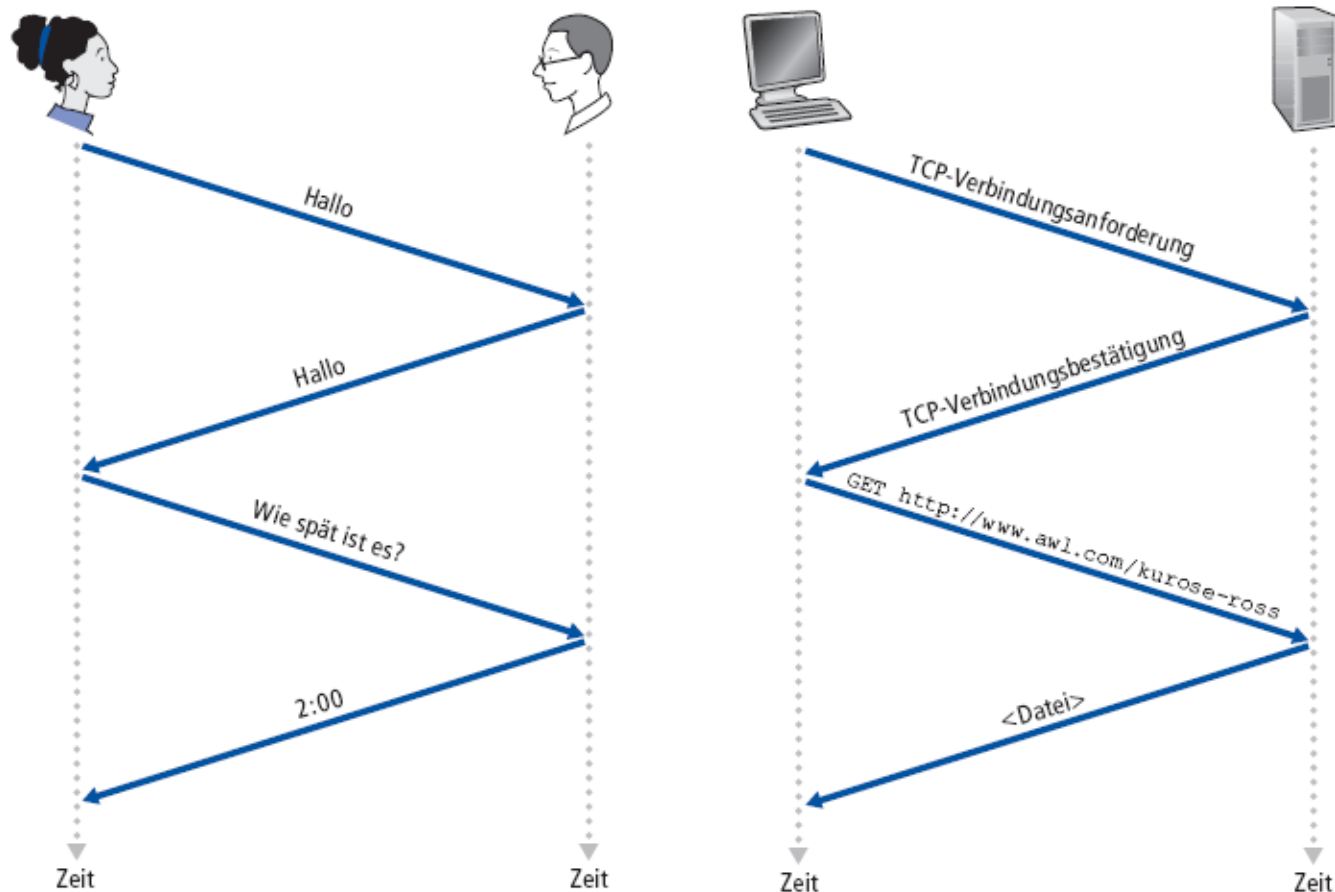 Hallo
Hallo
Wie spät ist es?
2:00
Zeit
Zeit
TCP-Verbindungsanforderung
TCP-Verbindungsbestätigung
GET http://www.awl.com/kurose-ross
<Datei>
Zeit
Zeit